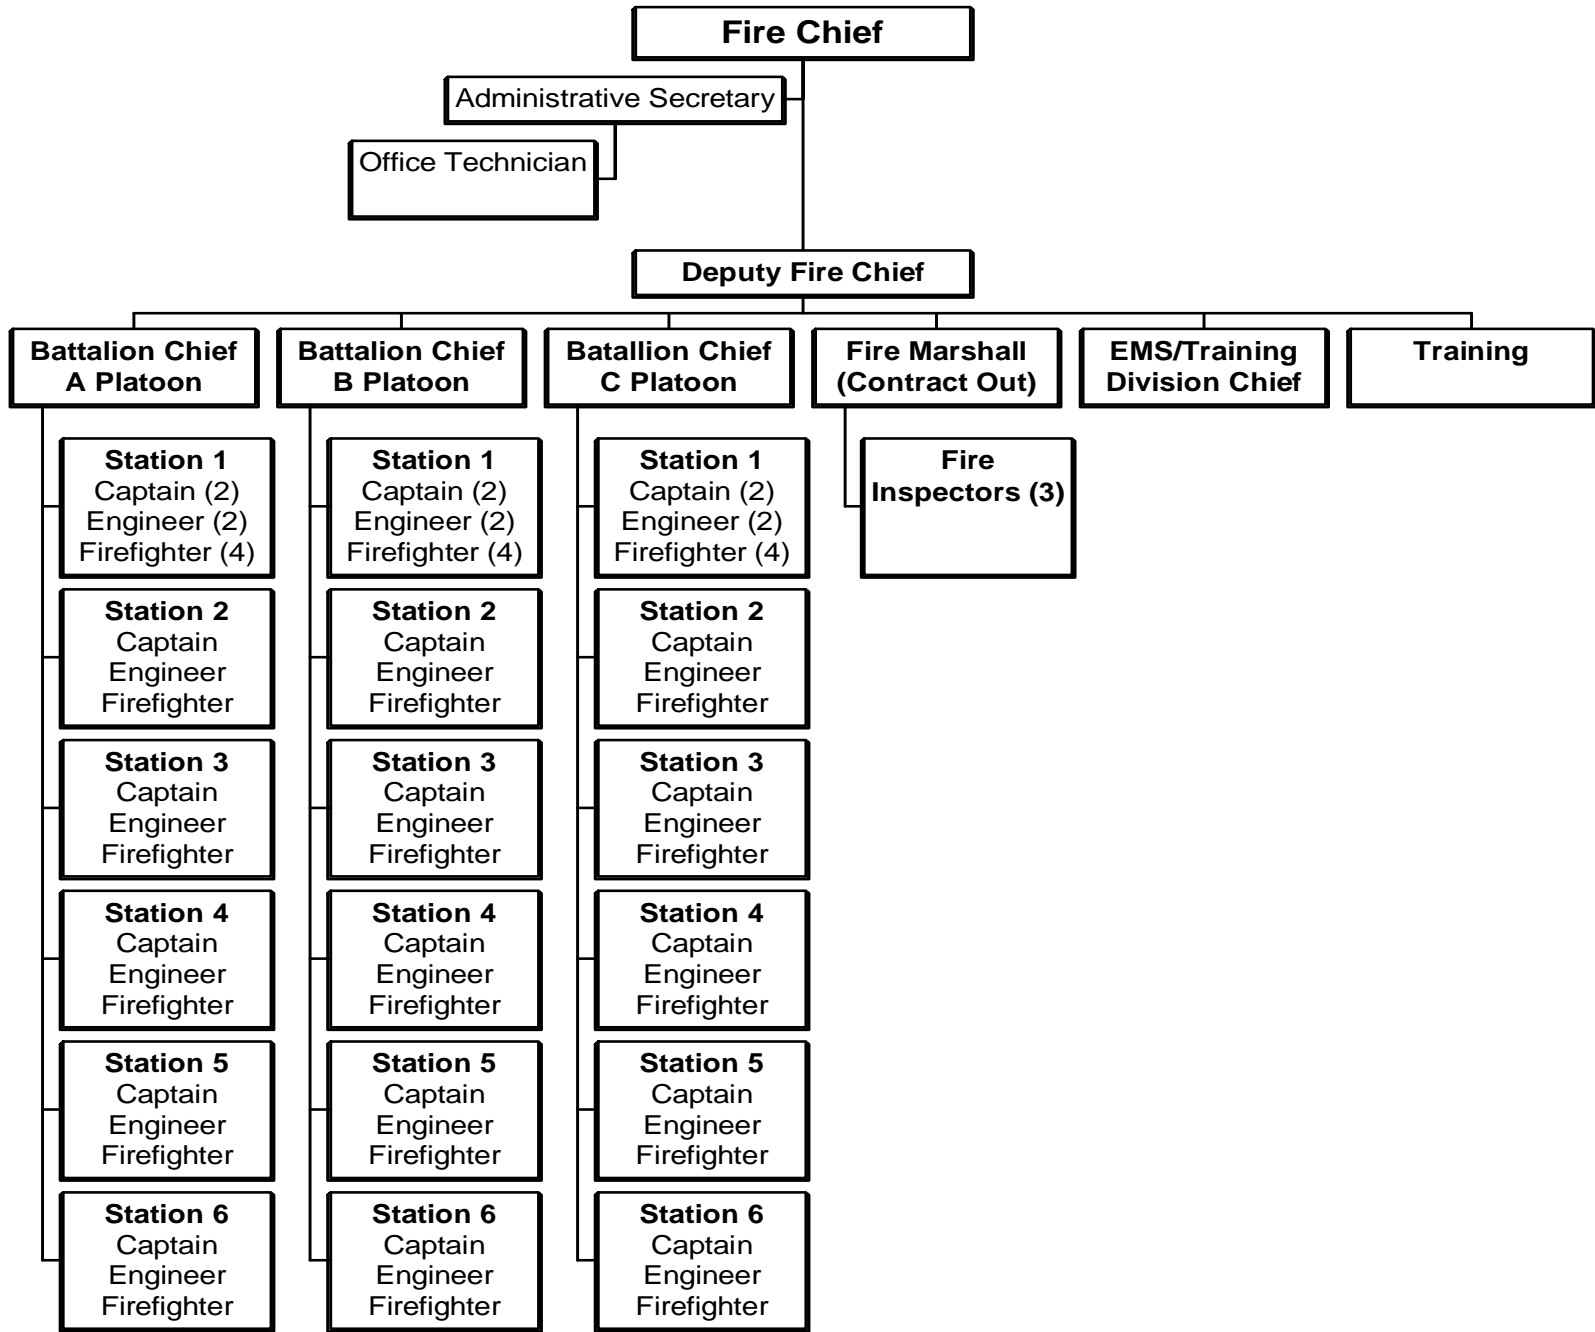 Fire Chief
Administrative Secretary
Office Technician
Deputy Fire Chief
Battalion Chief
A Platoon
Battalion Chief
B Platoon
Batallion Chief
C Platoon
Fire Marshall
(Contract Out)
EMS/Training
Division Chief
Training
Station 1
Captain (2)
Engineer (2)
Firefighter (4)
Station 2
Captain
Engineer
Firefighter
Station 3
Captain
Engineer
Firefighter
Station 4
Captain
Engineer
Firefighter
Station 5
Captain
Engineer
Firefighter
Station 6
Captain
Engineer
Firefighter
Station 1
Captain (2)
Engineer (2)
Firefighter (4)
Station 2
Captain
Engineer
Firefighter
Station 3
Captain
Engineer
Firefighter
Station 4
Captain
Engineer
Firefighter
Station 5
Captain
Engineer
Firefighter
Station 6
Captain
Engineer
Firefighter
Station 1
Captain (2)
Engineer (2)
Firefighter (4)
Station 2
Captain
Engineer
Firefighter
Station 3
Captain
Engineer
Firefighter
Station 4
Captain
Engineer
Firefighter
Station 5
Captain
Engineer
Firefighter
Station 6
Captain
Engineer
Firefighter
Fire
Inspectors (3)